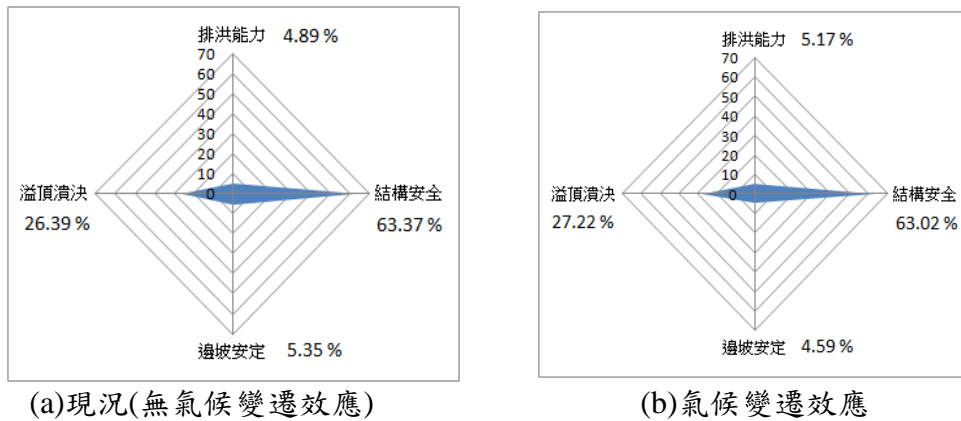 排洪能力 4.89 %
70
60
50
40
30
20
10
0
溢頂潰決
26.39 %
結構安全
63.37 %
邊坡安定 5.35 %
(a)現況(無氣候變遷效應)
排洪能力 5.17 %
70
60
50
40
30
20
10
0
溢頂潰決
27.22 %
結構安全
63.02 %
邊坡安定 4.59 %
(b)氣候變遷效應